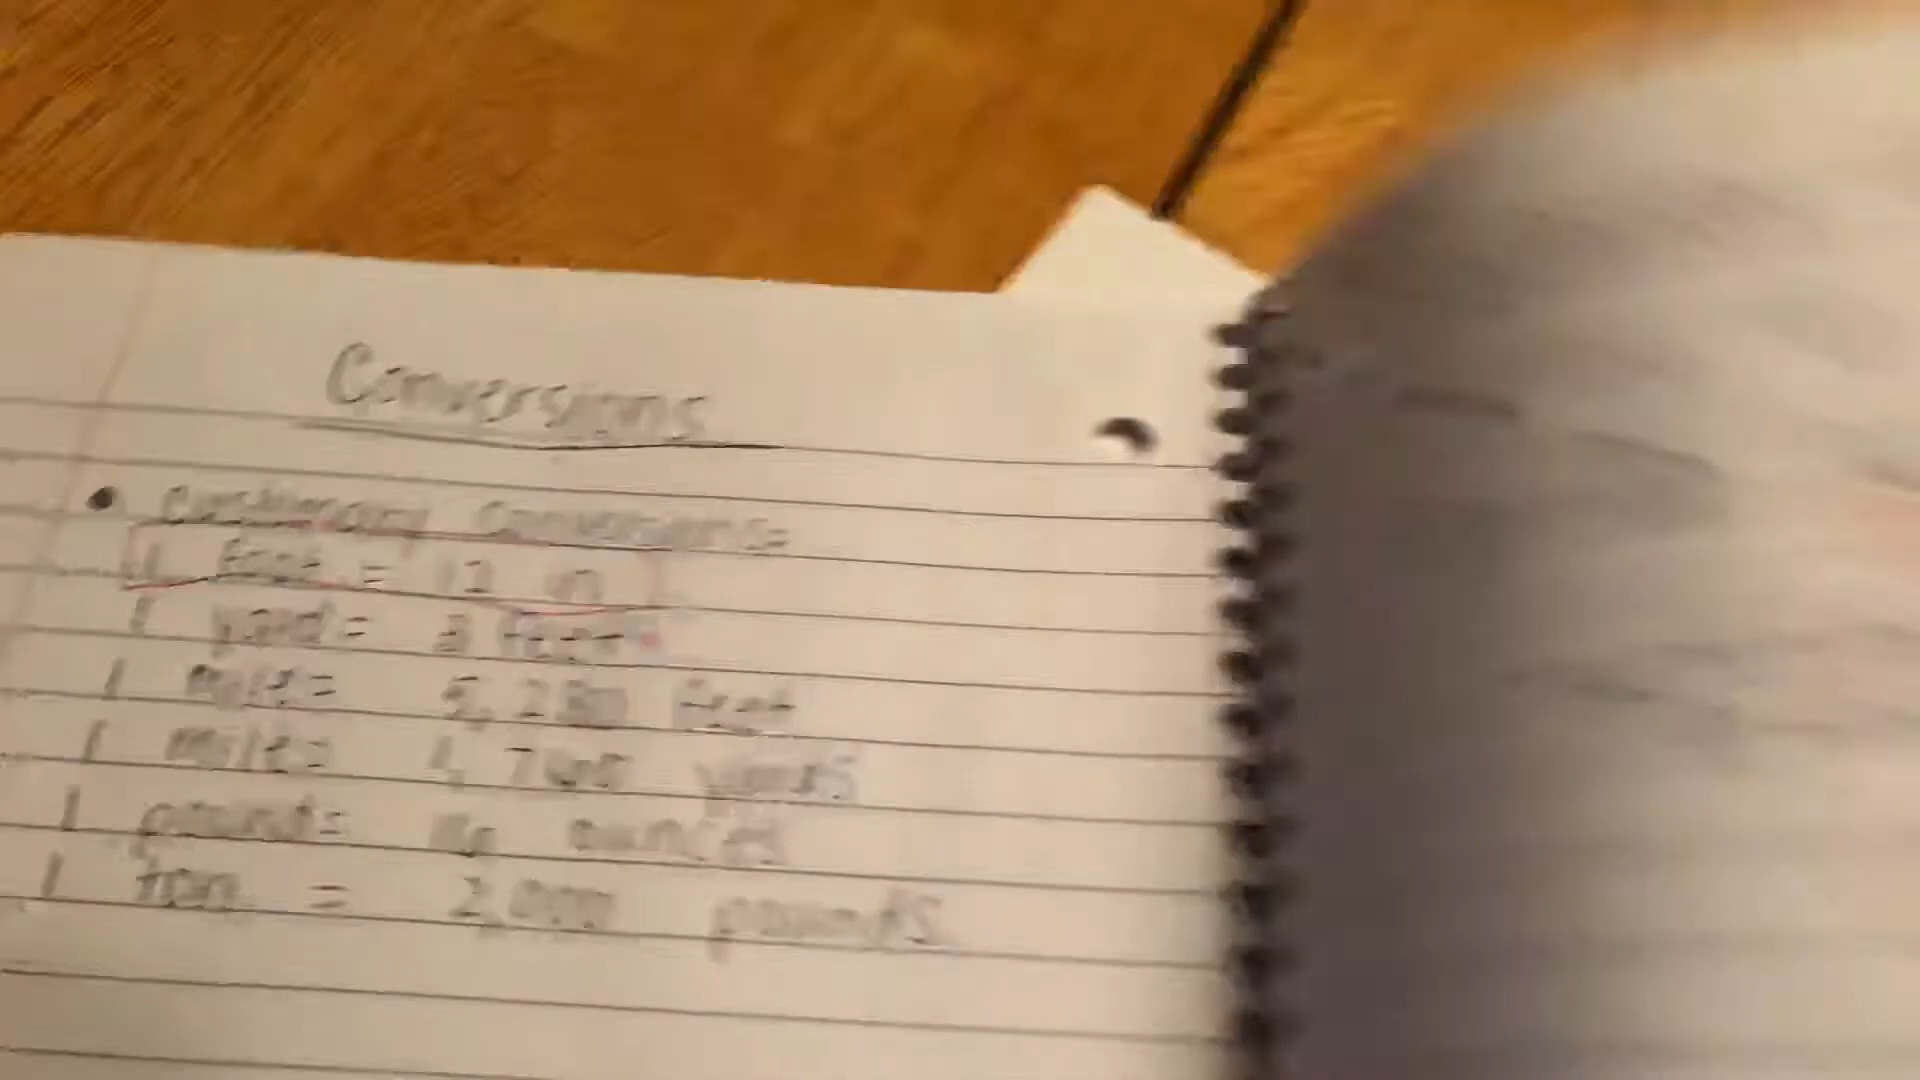 Conversions
• Customary Conversions:
1 foot = 12 in
1 yard = 3 feet
1 mile = 5,280 feet
1 mile = 1,760 yards
1 pound = 16 ounces
1 ton = 2,000 pounds